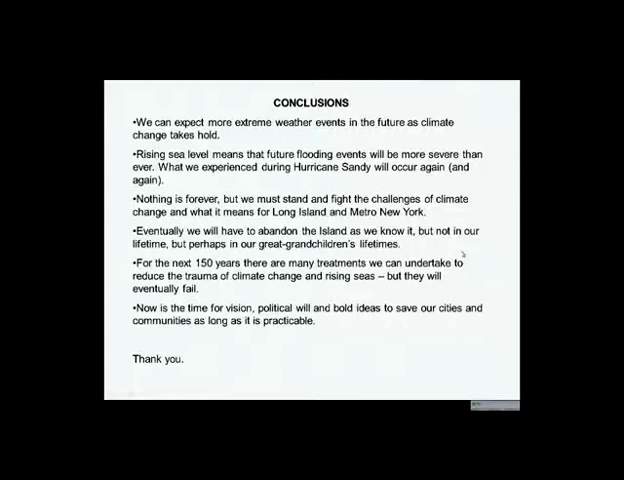 CONCLUSIONS
•We can expect more extreme weather events in the future as climate
change takes hold.
•Rising sea level means that future flooding events will be more severe than
ever. What we experienced during Hurricane Sandy will occur again (and
again).
•Nothing is forever, but we must stand and fight the challenges of climate
change and what it means for Long Island and Metro New York.
•Eventually we will have to abandon the Island as we know it, but not in our
lifetime, but perhaps in our great-grandchildren's lifetimes.
•For the next 150 years there are many treatments we can undertake to
reduce the trauma of climate change and rising seas – but they will
eventually fail.
•Now is the time for vision, political will and bold ideas to save our cities and
communities as long as it is practicable.
Thank you.